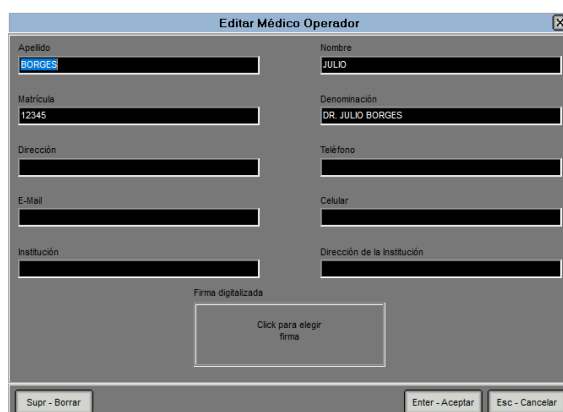 Editar Médico Operador
Apellido
Nombre
BORGES
JULIO
Matrícula
Denominación
12345
DR. JULIO BORGES
Dirección
Teléfono
E-Mail
Celular
Institución
Dirección de la Institución
Firma digitalizada
Click para elegir
firma
Supr - Borrar
Enter - Aceptar
Esc - Cancelar